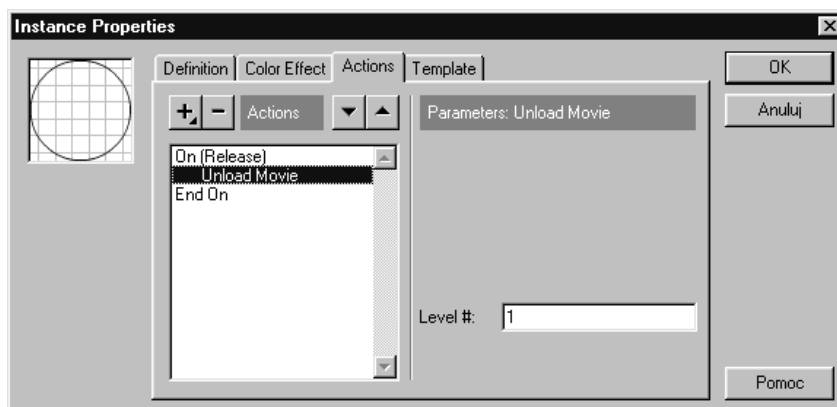 Instance Properties
Definition Color Effect Actions Template
OK
Anuluj
Actions
Parameters: Unload Movie
On (Release)
Unload Movie
End On
Level #: 1
Pomoc